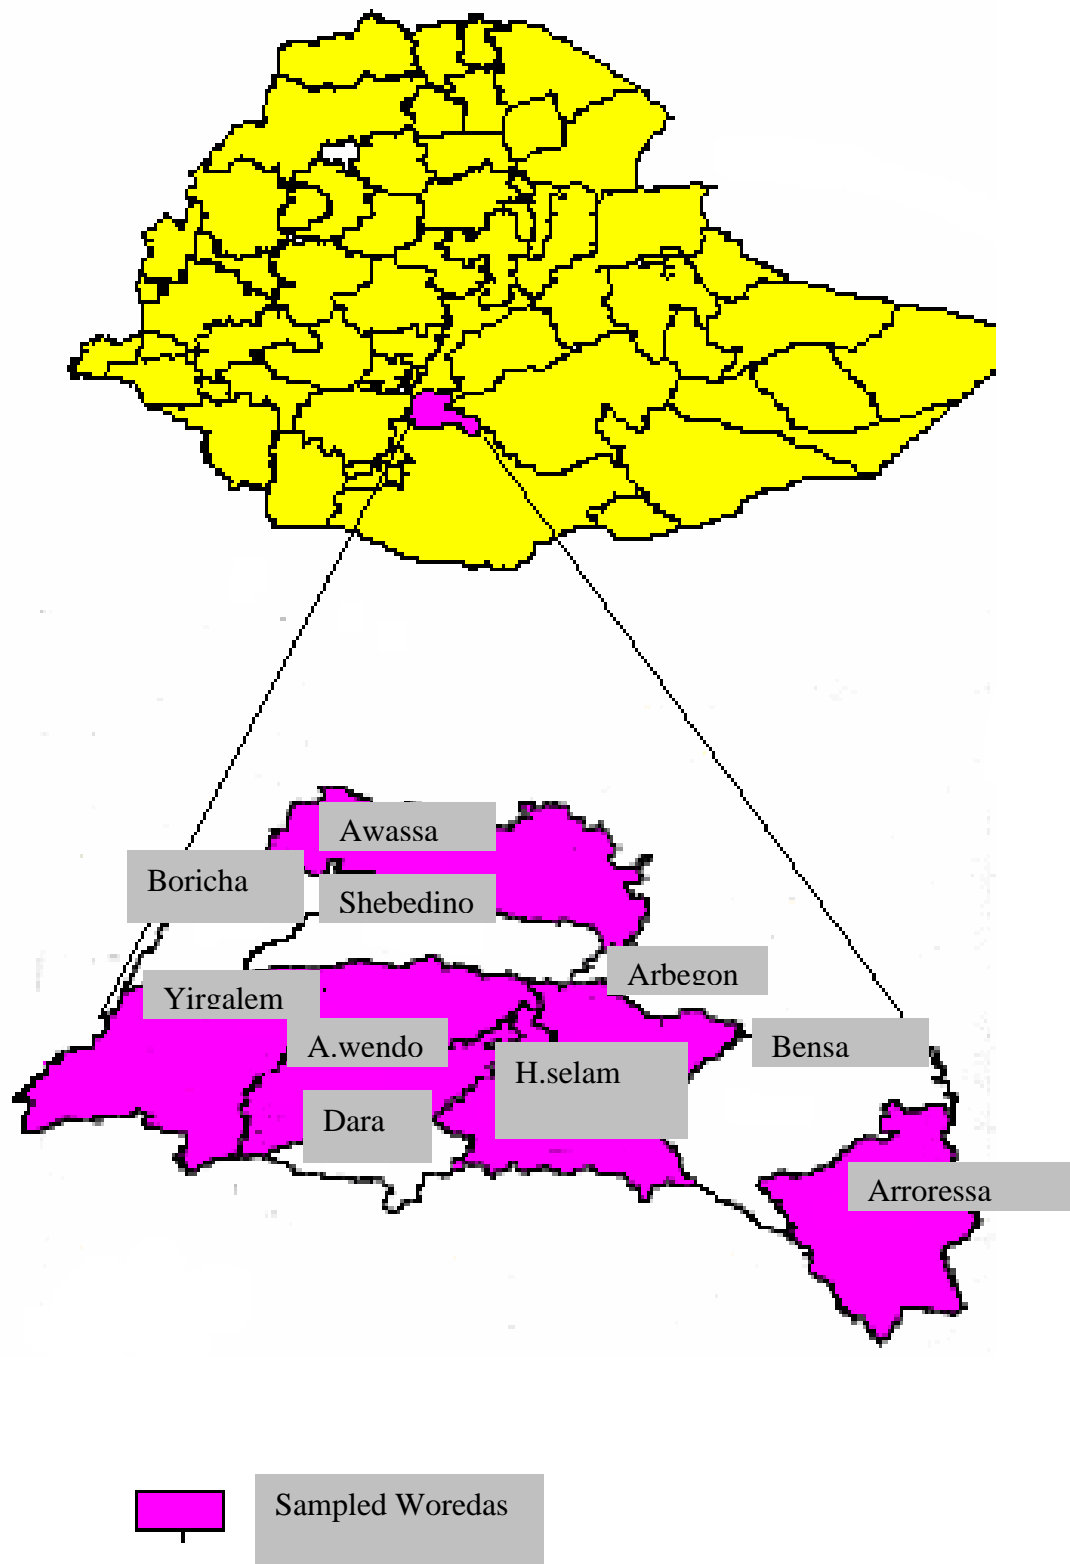 Awassa
Boricha
Shebedino
Arbegon
Yirgalem
A.wendo
Bensa
H.selam
Dara
Arroressa
Sampled Woredas